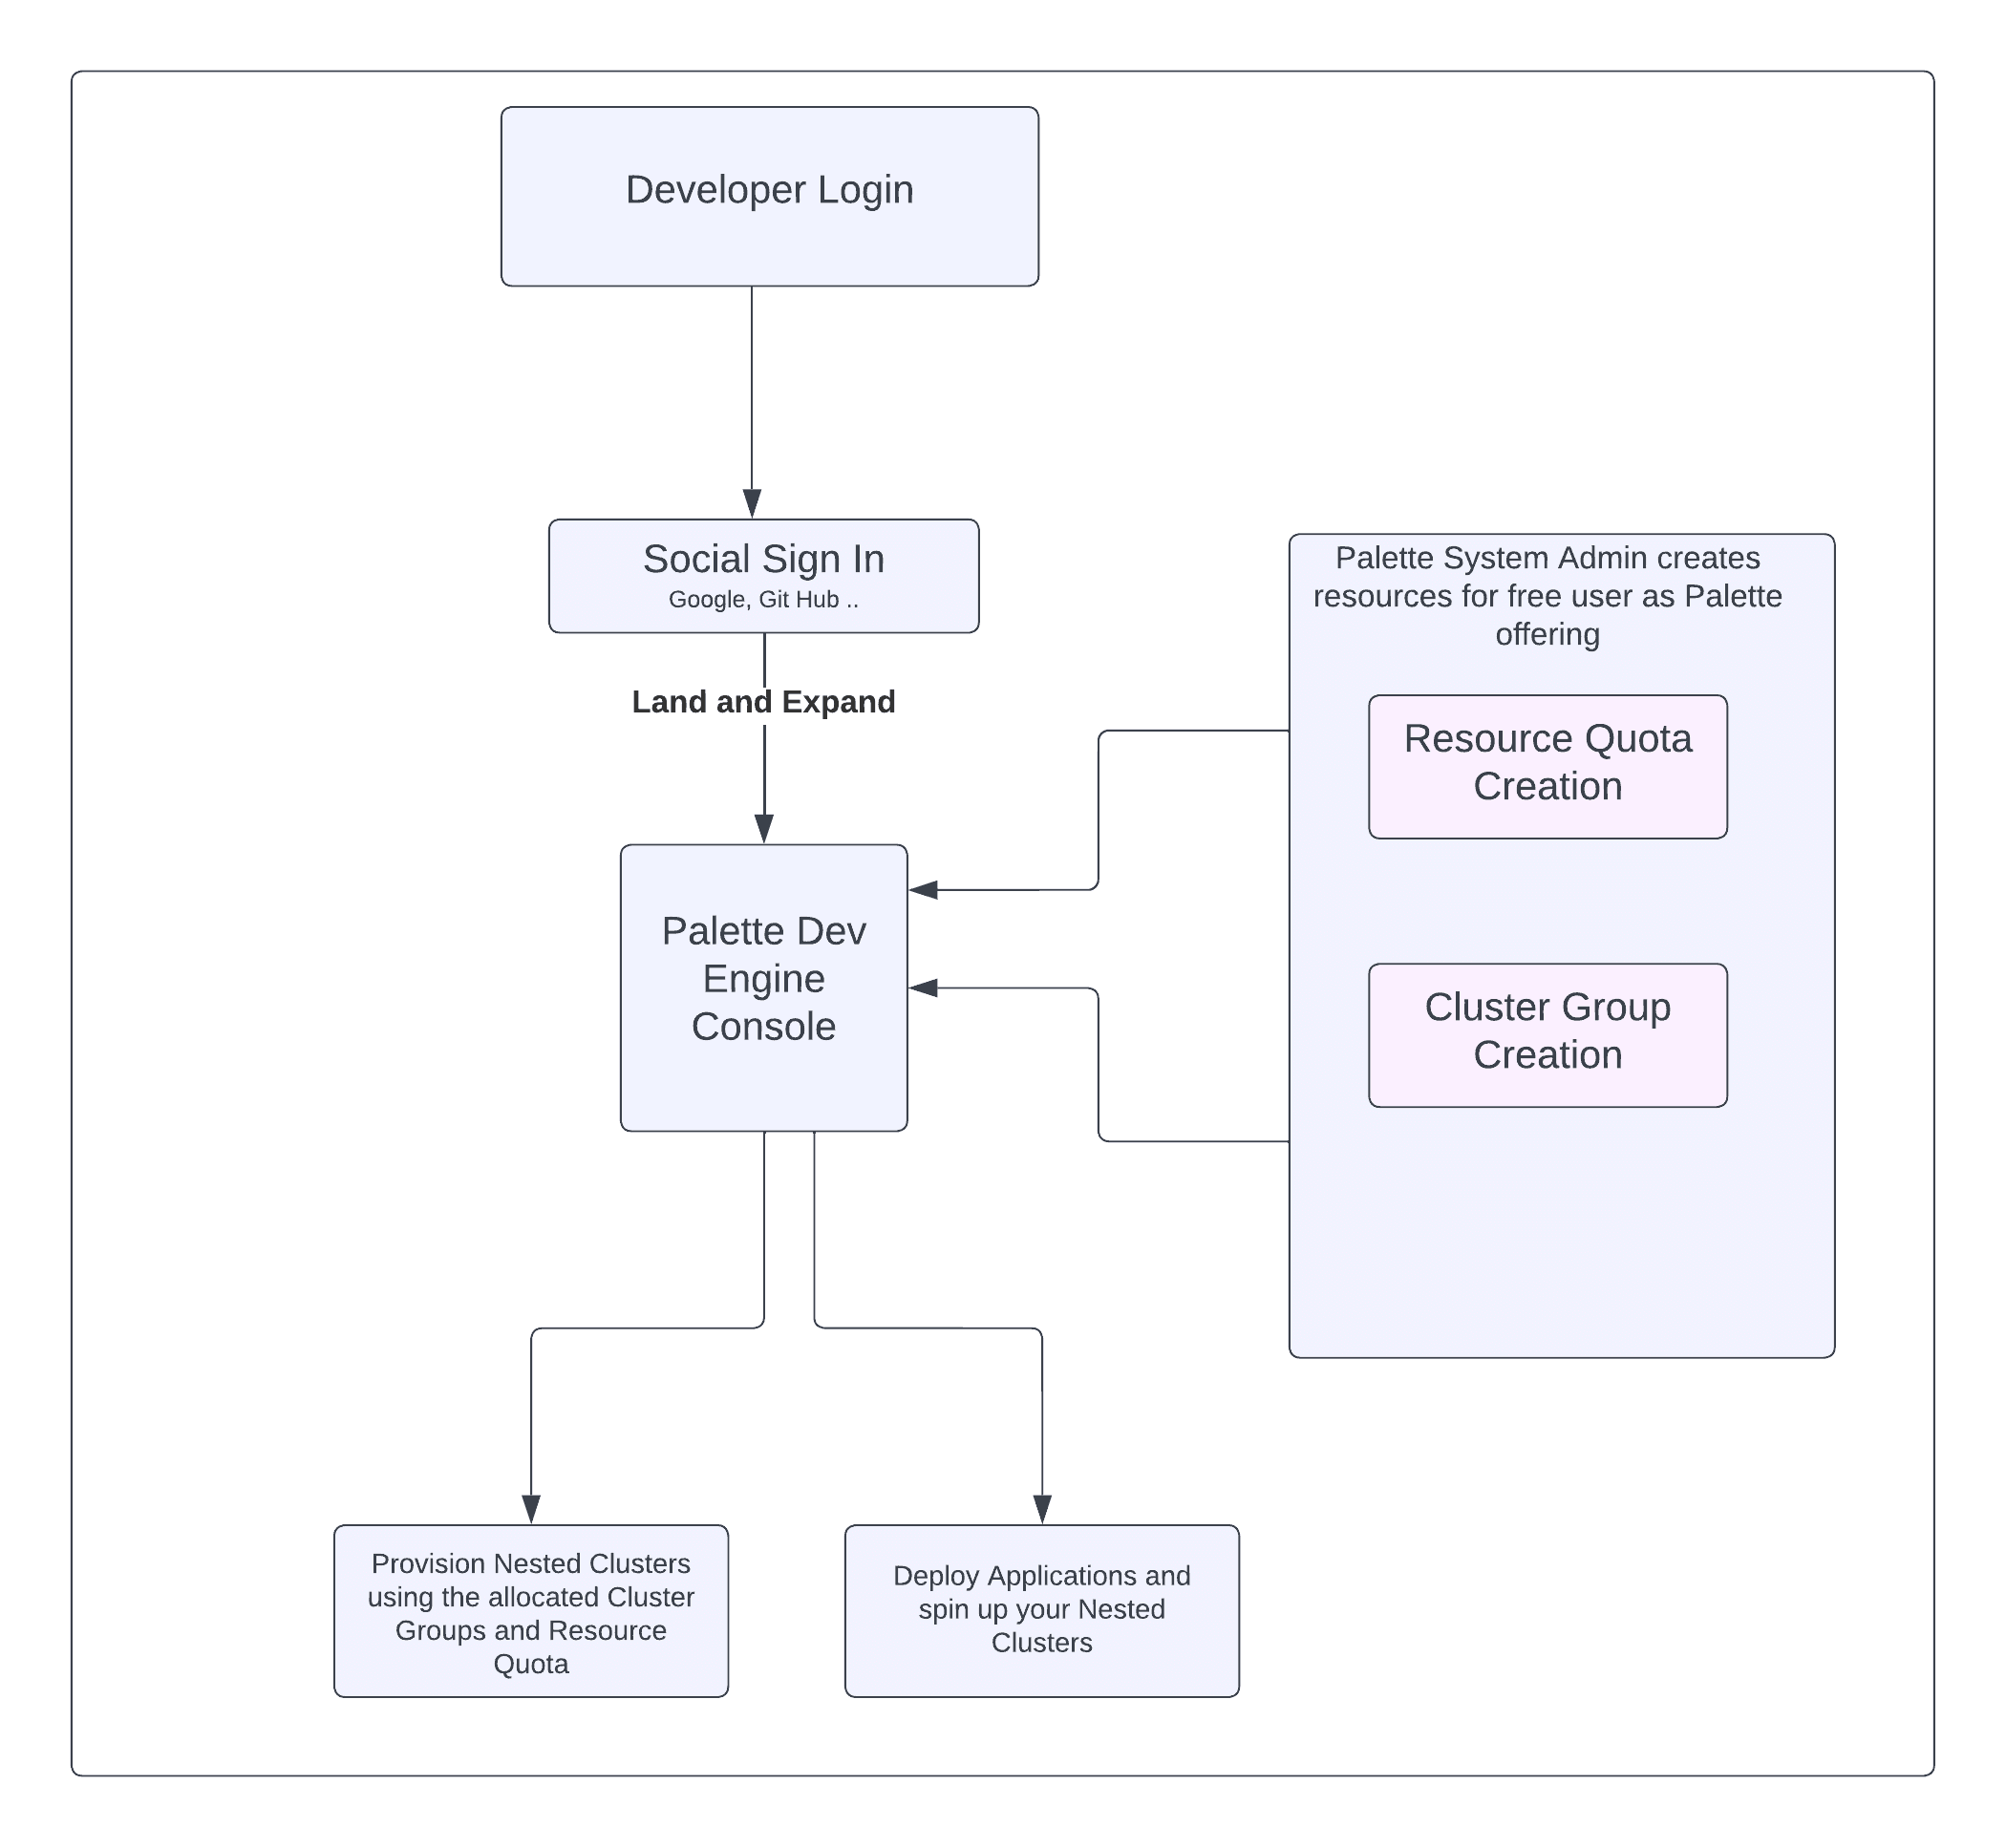 Developer Login
Social Sign In
Google, Git Hub ..
Land and Expand
Palette System Admin creates
resources for free user as Palette
offering
Resource Quota
Creation
Palette Dev
Engine
Console
Cluster Group
Creation
Provision Nested Clusters
using the allocated Cluster
Groups and Resource
Quota
Deploy Applications and
spin up your Nested
Clusters